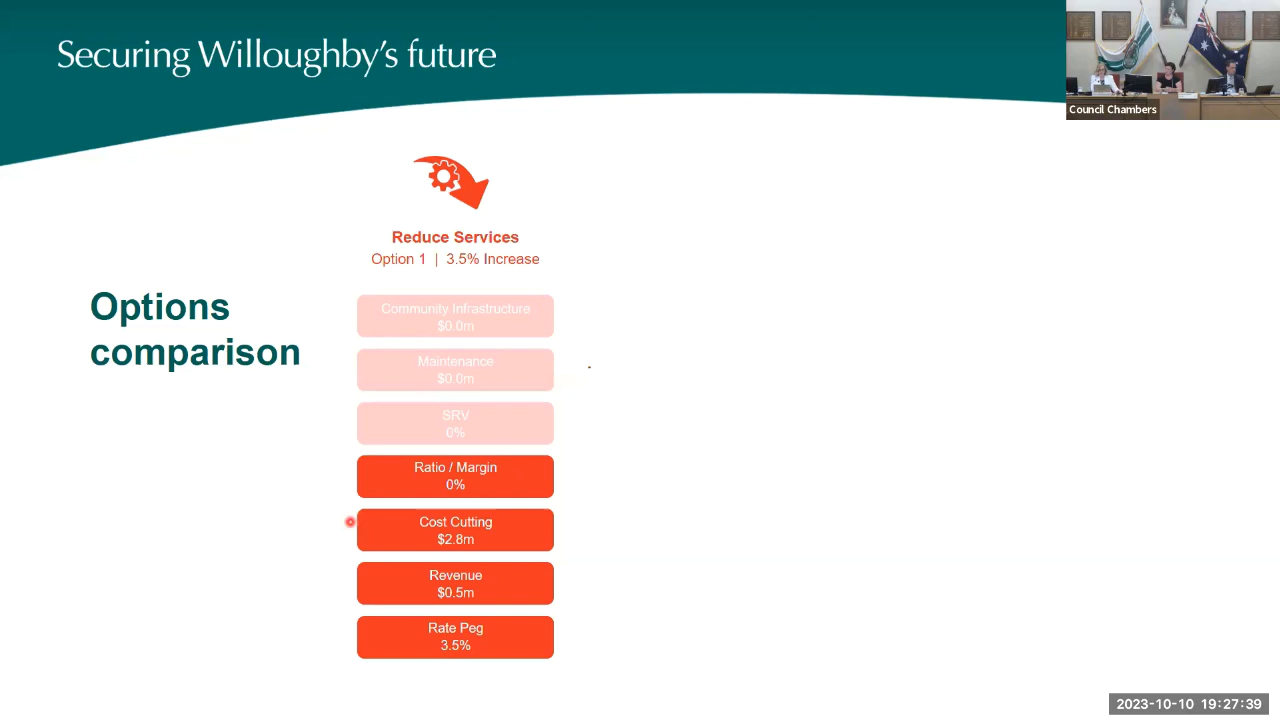 Securing Willoughby's future
Council Chambers
Reduce Services
Option 1 | 3.5% Increase
Options
comparison
Community Infrastructure
$0.0m
Maintenance
$0.0m
SRV
0%
Ratio / Margin
0%
Cost Cutting
$2.8m
Revenue
$0.5m
Rate Peg
3.5%
2023-10-10 19:27:39